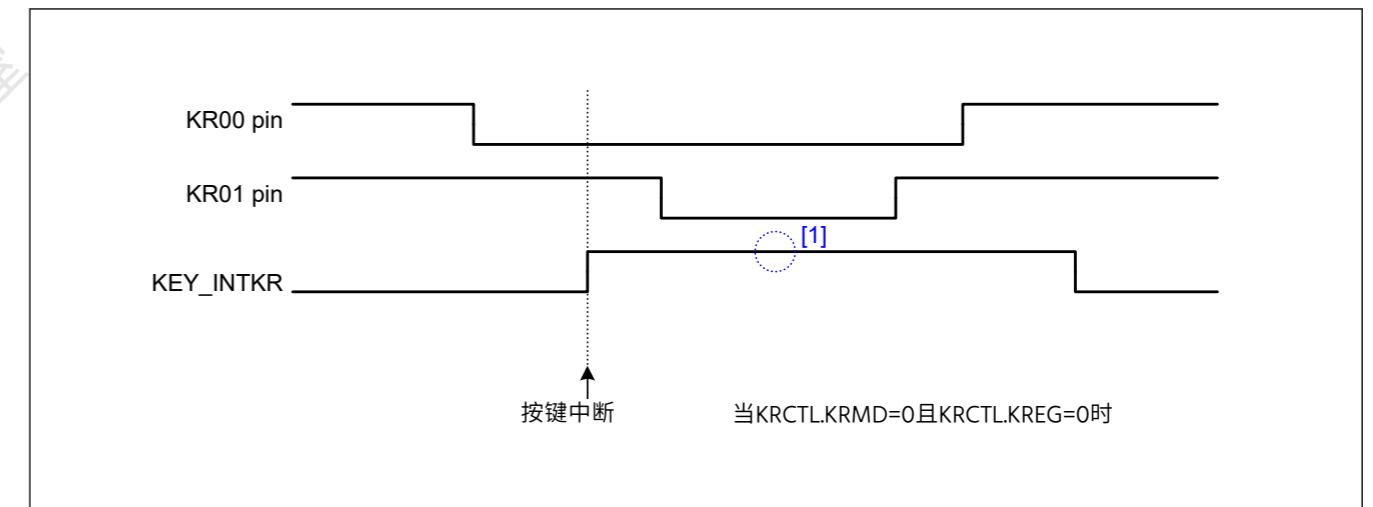 KR00 pin
KR01 pin
[1]
KEY_INTKR
按键中断
当KRCTL.KRMD=0且KRCTL.KREG=0时